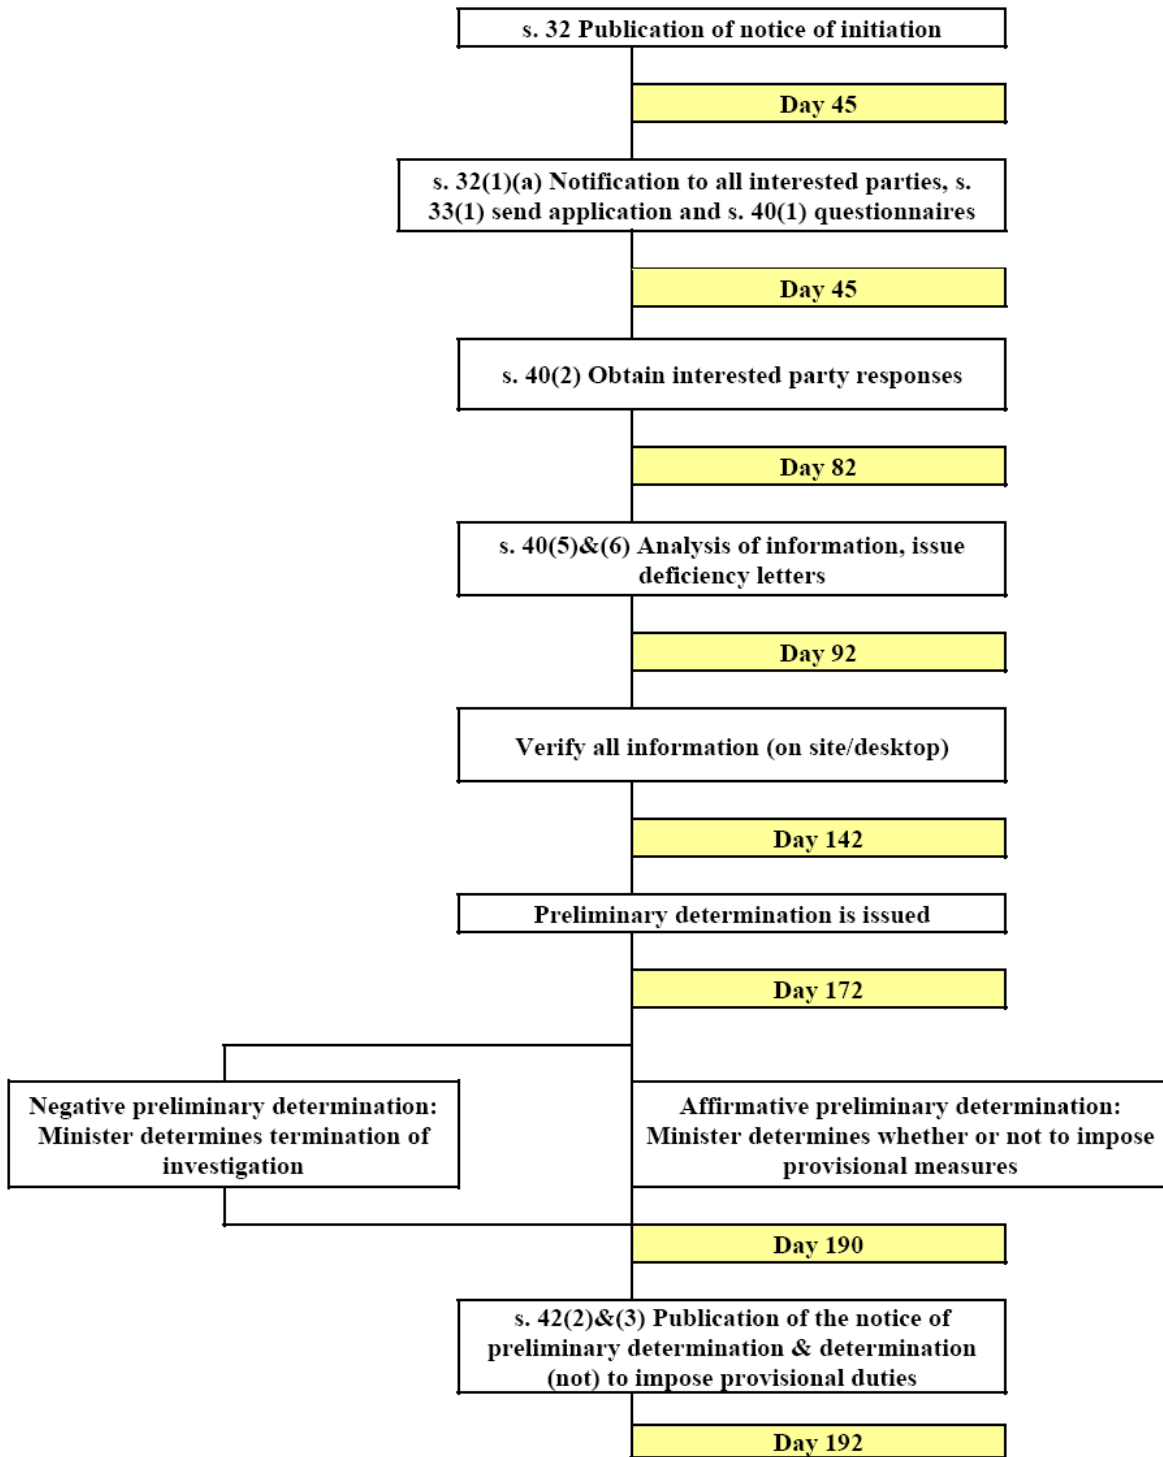 s. 32 Publication of notice of initiation
Day 45
s. 32(1)(a) Notification to all interested parties, s.
33(1) send application and s. 40(1) questionnaires
Day 45
s. 40(2) Obtain interested party responses
Day 82
s. 40(5)&(6) Analysis of information, issue
deficiency letters
Day 92
Verify all information (on site/desktop)
Day 142
Preliminary determination is issued
Day 172
Negative preliminary determination:
Minister determines termination of
investigation
Affirmative preliminary determination:
Minister determines whether or not to impose
provisional measures
Day 190
s. 42(2)&(3) Publication of the notice of
preliminary determination & determination
(not) to impose provisional duties
Day 192